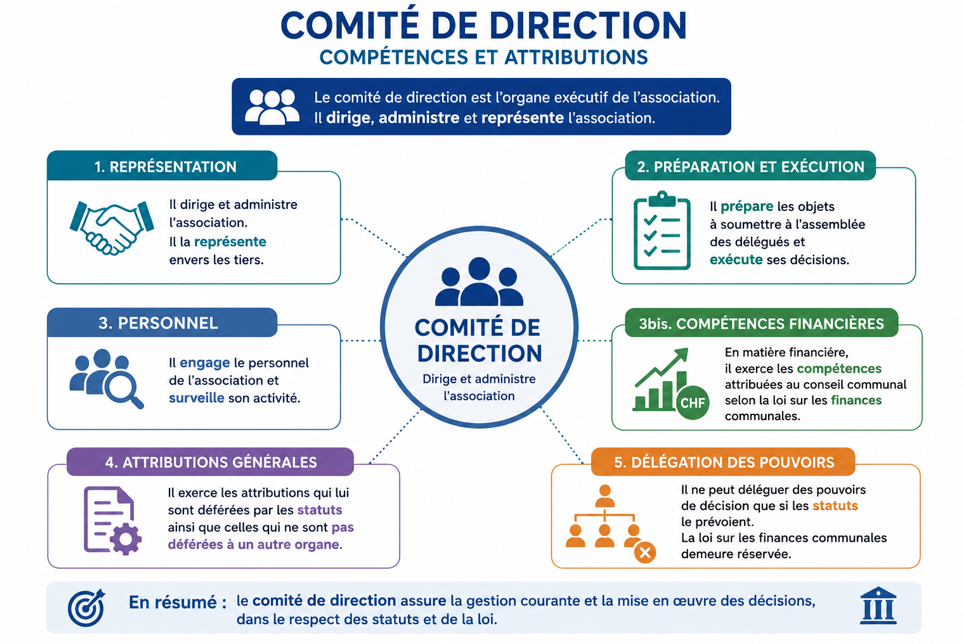 COMITÉ DE DIRECTION
COMPÉTENCES ET ATTRIBUTIONS
Le comité de direction est l'organe exécutif de l'association.
Il dirige, administre et représente l'association.
1. REPRÉSENTATION
Il dirige et administre
l'association.
Il la représente
envers les tiers.
2. PRÉPARATION ET EXÉCUTION
Il prépare les objets
à soumettre à l'assemblée
des délégués et
exécute ses décisions.
COMITÉ DE
DIRECTION
Dirige et administre
l'association
3. PERSONNEL
Il engage le personnel
de l'association et
surveille son activité.
3bis. COMPÉTENCES FINANCIÈRES
En matière financiére,
il exerce les compétences
attribuées au conseil communal
selon la loi sur les finances
communales.
CHF
4. ATTRIBUTIONS GÉNÉRALES
Il exerce les attributions qui lui
sont déférées par les statuts
ainsi que celles qui ne sont pas
déférées à un autre organe.
5. DÉLÉGATION DES POUVOIRS
Il ne peut déléguer des pouvoirs
de décision que si les statuts
le prévoient.
La loi sur les finances communales
demeure réservée.
En résumé : le comité de direction assure la gestion courante et la mise en œuvre des décisions,
dans le respect des statuts et de la loi.